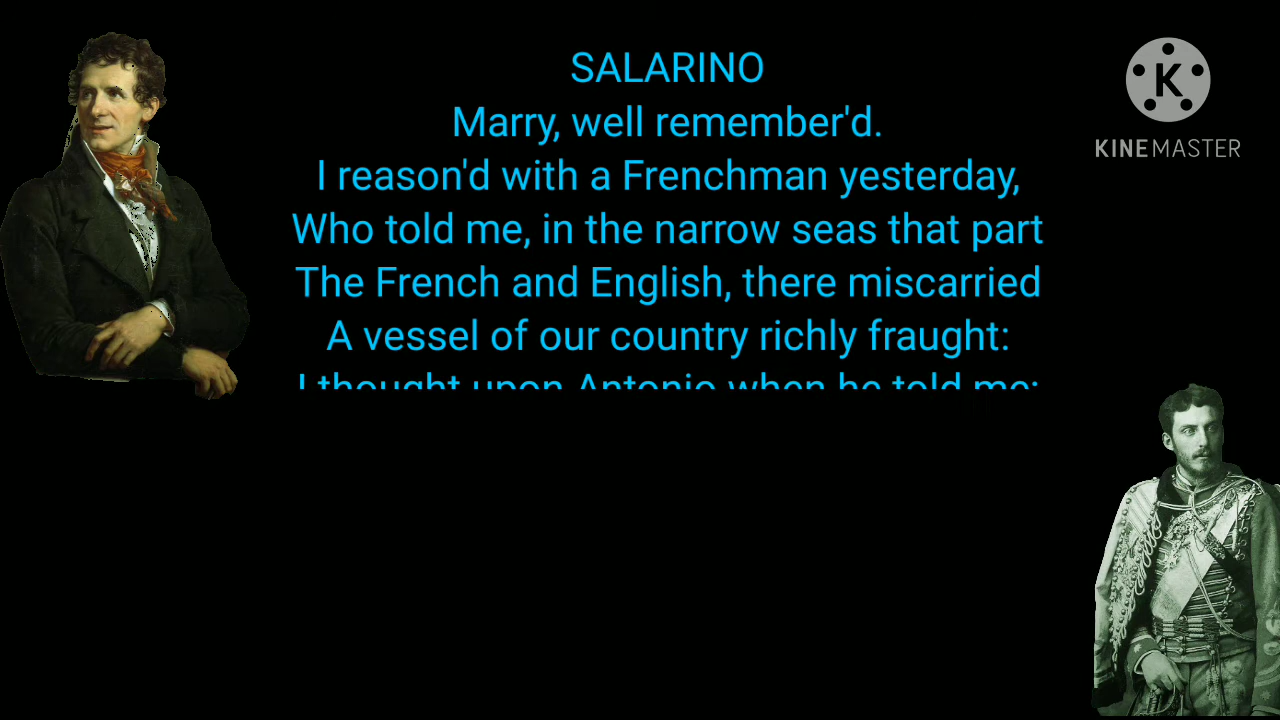 SALARINO
Marry, well remember'd.
I reason'd with a Frenchman yesterday,
Who told me, in the narrow seas that part
The French and English, there miscarried
A vessel of our country richly fraught:
I thought upon Antonio when he told me;
K
KINEMASTER